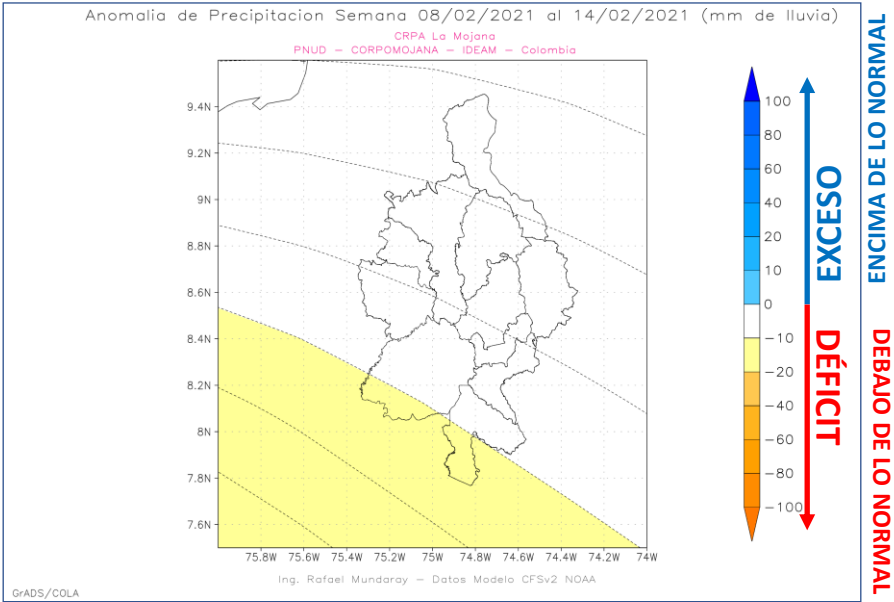 Anomalia de Precipitacion Semana 08/02/2021 al 14/02/2021 (mm de lluvia)
CRPA La Mojana
PNUD – CORPOMOJANA – IDEAM – Colombia
9.4N
9.2N
9N
8.8N
8.6N
8.4N
8.2N
8N
7.8N
7.6N
75.8W 75.6W 75.4W 75.2W 75W 74.8W 74.6W 74.4W 74.2W 74W
100
80
60
40
20
10
0
−10
−20
−40
−60
−80
−100
EXCESO
DÉFICIT
ENCIMA DE LO NORMAL
DEBAJO DE LO NORMAL
Ing. Rafael Mundaray – Datos Modelo CFSv2 NOAA
GrADS/COLA